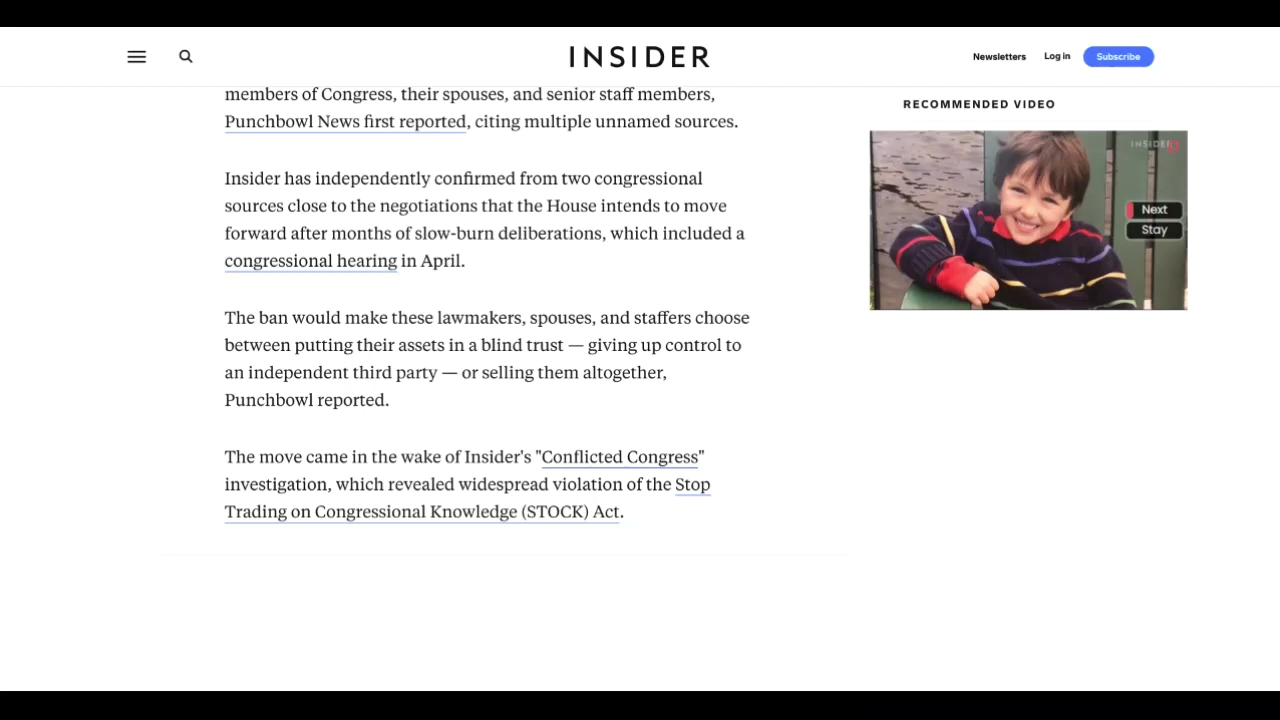 INSIDER
Newsletters
Log in
Subscribe
members of Congress, their spouses, and senior staff members,
Punchbowl News first reported, citing multiple unnamed sources.
Insider has independently confirmed from two congressional
sources close to the negotiations that the House intends to move
forward after months of slow-burn deliberations, which included a
congressional hearing in April.
The ban would make these lawmakers, spouses, and staffers choose
between putting their assets in a blind trust — giving up control to
an independent third party — or selling them altogether,
Punchbowl reported.
The move came in the wake of Insider's "Conflicted Congress"
investigation, which revealed widespread violation of the Stop
Trading on Congressional Knowledge (STOCK) Act.
RECOMMENDED VIDEO
INSIDER
Next
Stay